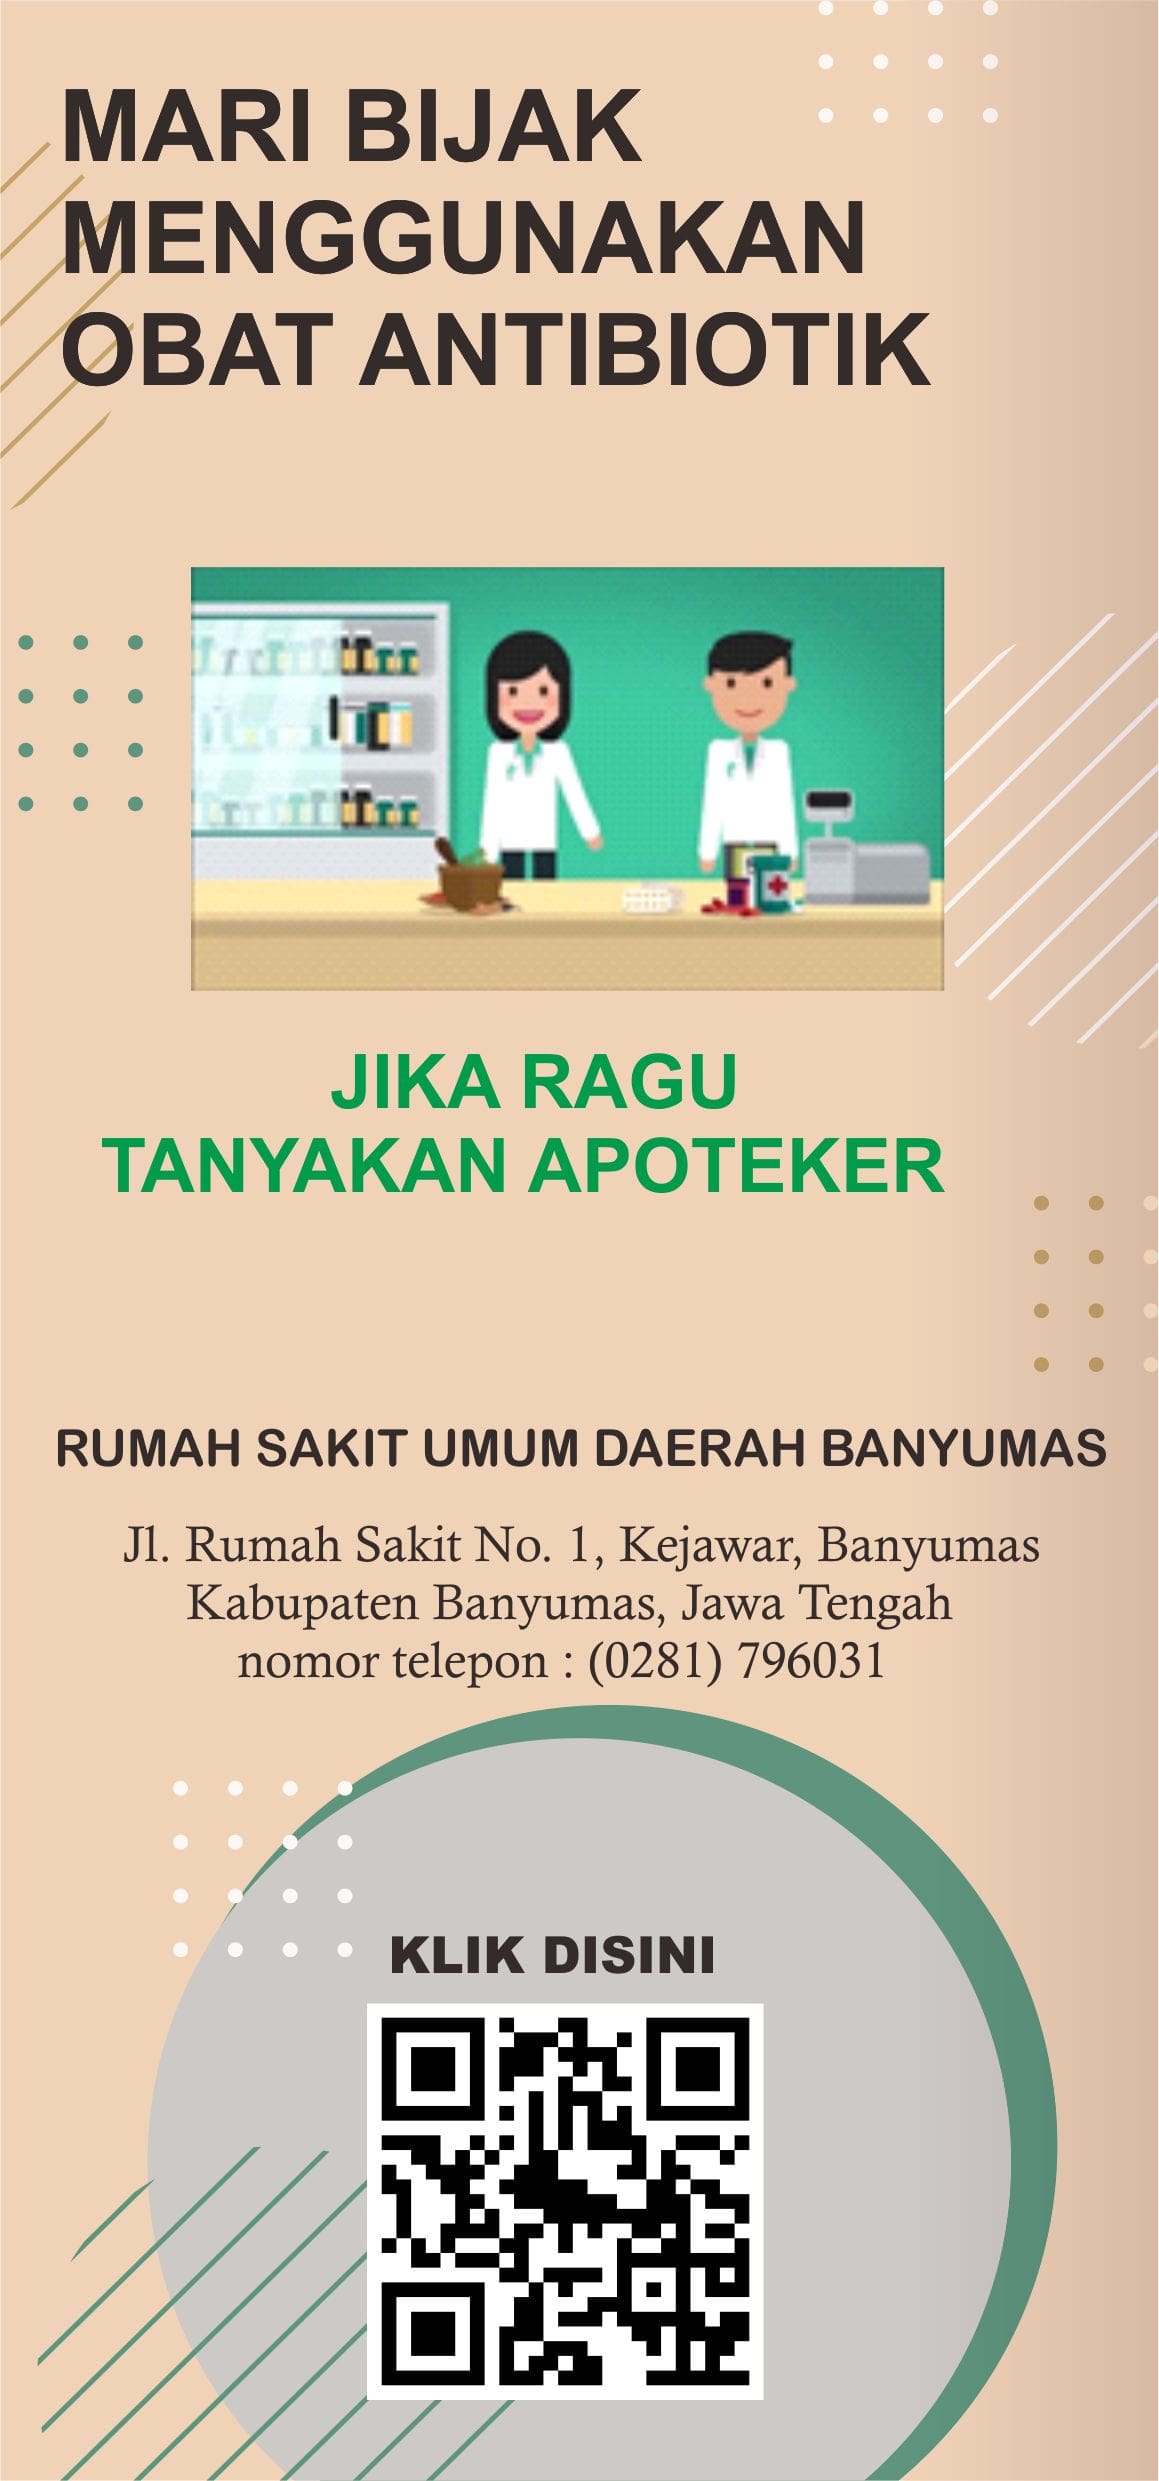 MARI BIJAK
MENGGUNAKAN
OBAT ANTIBIOTIK
JIKA RAGU
TANYAKAN APOTEKER
RUMAH SAKIT UMUM DAERAH BANYUMAS
Jl. Rumah Sakit No. 1, Kejawar, Banyumas
Kabupaten Banyumas, Jawa Tengah
nomor telepon : (0281) 796031
KLIK DISINI